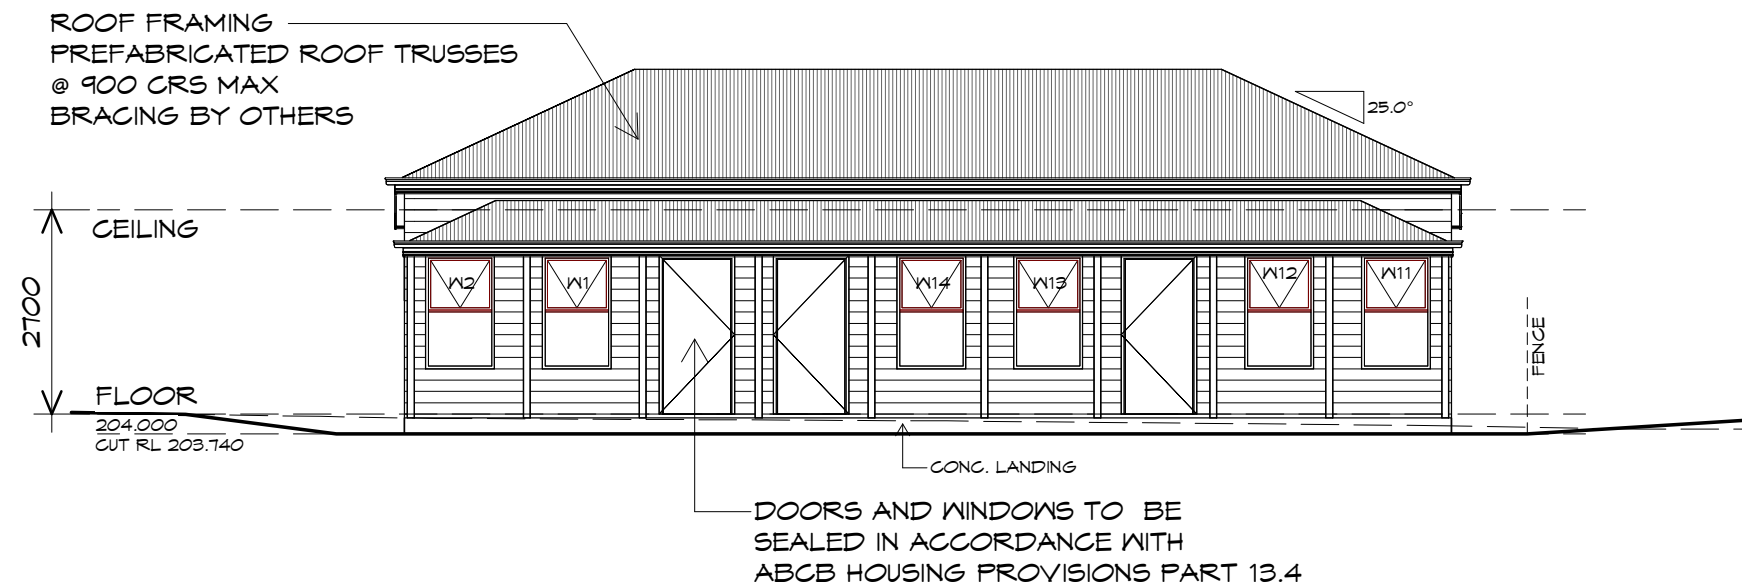 ROOF FRAMING
PREFABRICATED ROOF TRUSSES
@ 900 CRS MAX
BRACING BY OTHERS
25.0°
CEILING
2700
W2
W1
W14
W13
W12
W11
FENCE
FLOOR
204.000
CUT RL 203.740
CONC. LANDING
DOORS AND WINDOWS TO BE
SEALED IN ACCORDANCE WITH
ABCB HOUSING PROVISIONS PART 13.4